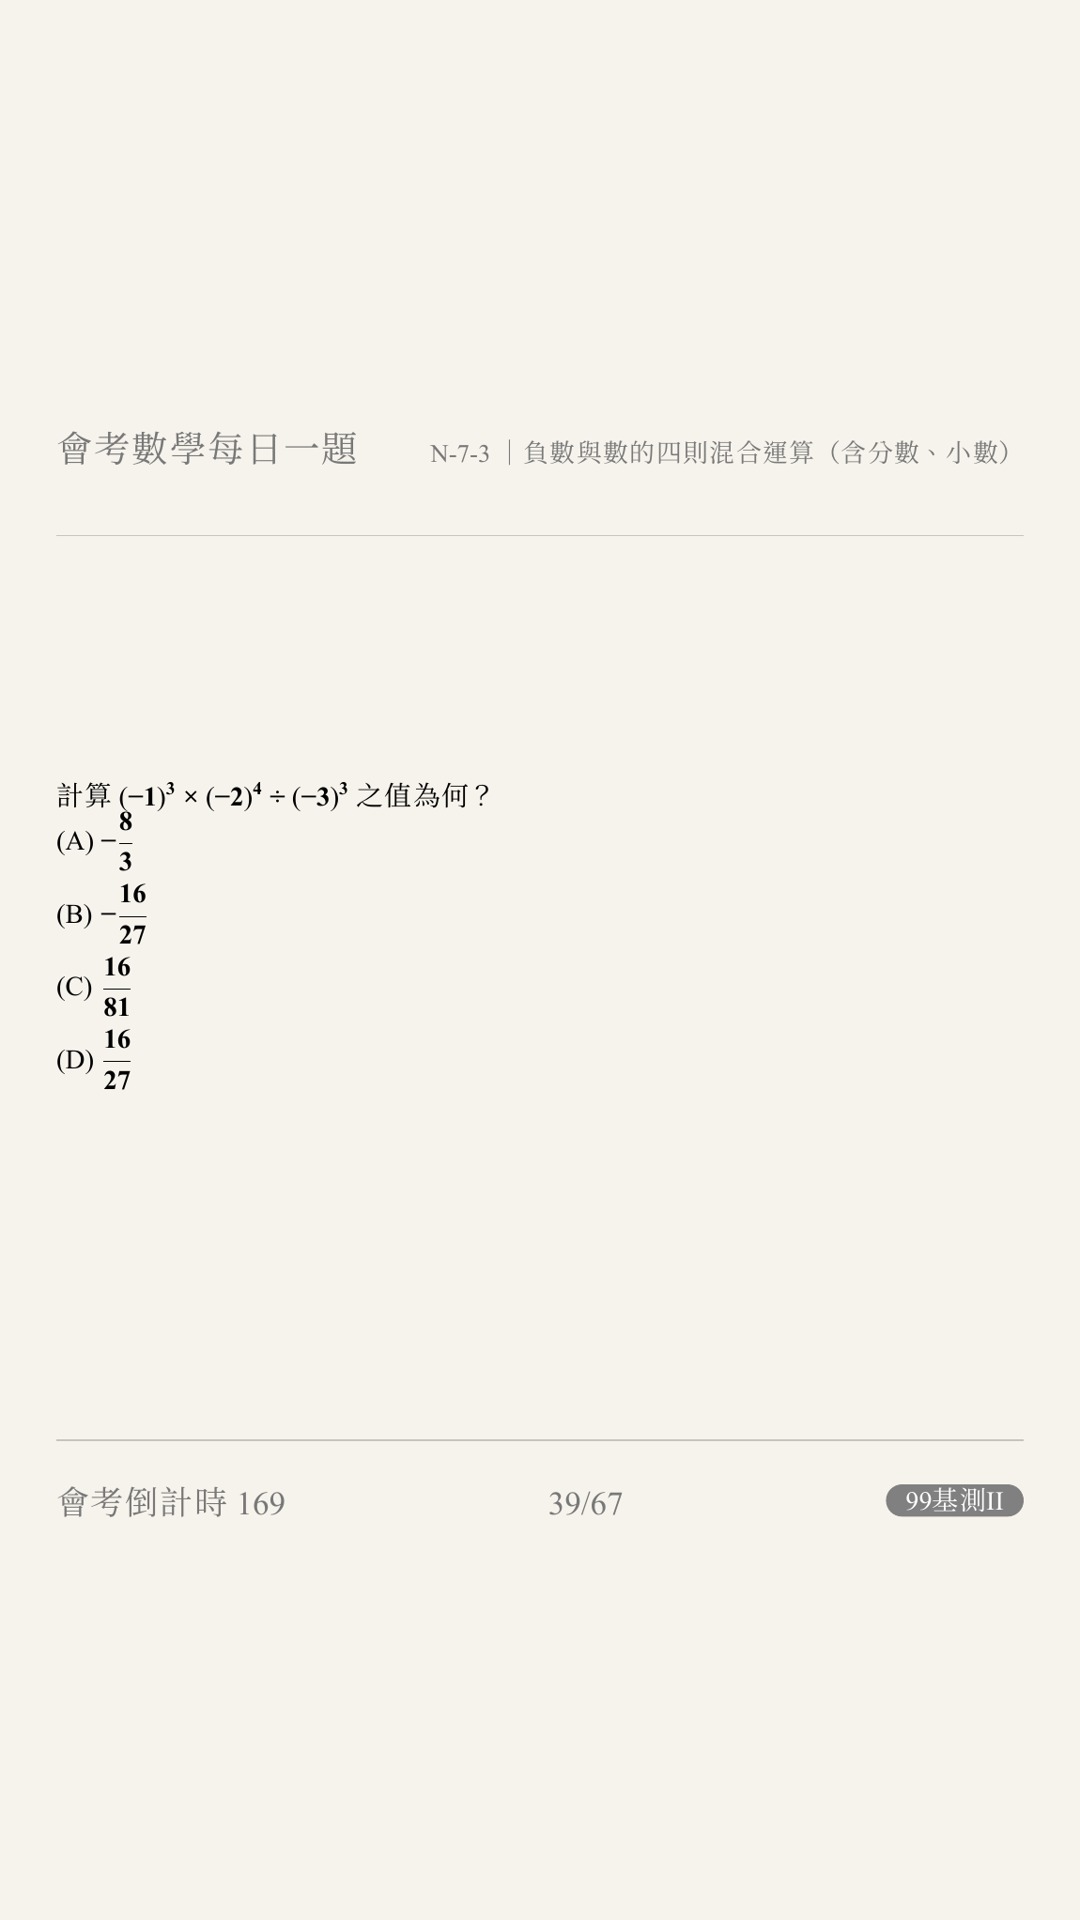 會考數學每日一題
N-7-3｜負數與數的四則混合運算（含分數、小數）
計算 (−1)³ × (−2)⁴ ÷ (−3)³ 之值為何？
(A) −8/3
(B) −16/27
(C) 16/81
(D) 16/27
會考倒計時 169
39/67
99基測II